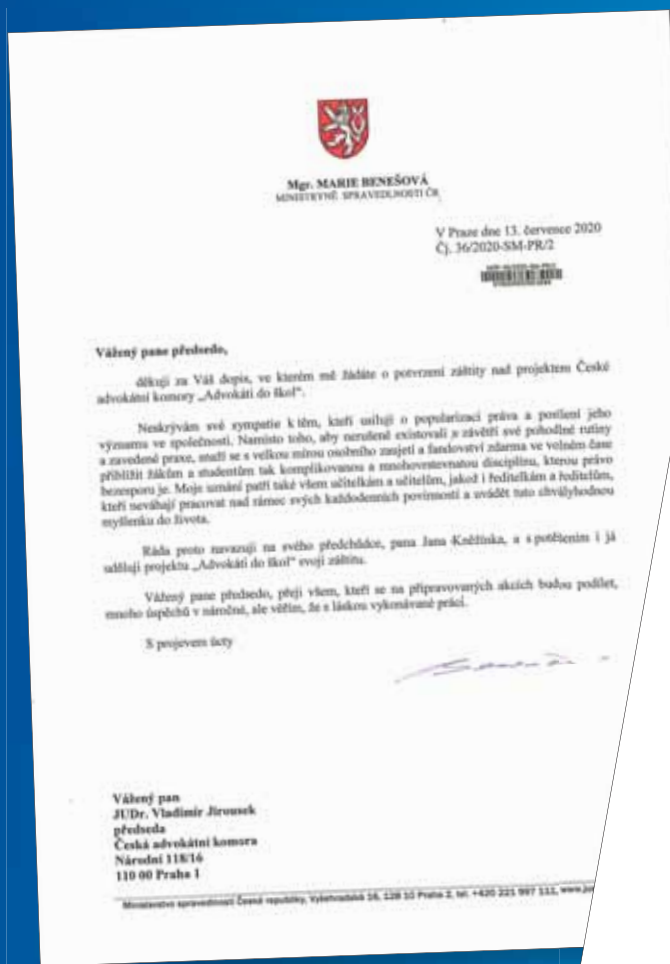 Mgr. MARIE BENEŠOVÁ
MINISTRYNĚ SPRAVEDLNOSTI ČR
V Praze dne 13. července 2020
Čj. 36/2020-SM-PR/2
Vážený pane předsedo,
děkuji za Váš dopis, ve kterém mě žádáte o potvrzení záštity nad projektem České
advokátní komory „Advokáti do škol“.
Neskrývám své sympatie k těm, kteří usilují o popularizaci práva a posílení jeho
významu ve společnosti. Namísto toho, aby nerušeně existovali v závětří své pohodlné rutiny
a zavedené praxe, snaží se s velkou mírou osobního zaujetí a fandovství zdarma ve volném čase
přiblížit žákům a studentům tak komplikovanou a mnohovrstevnatou disciplínu, kterou právo
bezesporu je. Moje uznání patří také všem učitelkám a učitelům, jakož i ředitelkám a ředitelům,
kteří neváhají pracovat nad rámec svých každodenních povinností a uvádět tuto chvályhodnou
myšlenku do života.
Ráda proto navazuji na svého předchůdce, pana Jana Kněžínka, a s potěšením i já
uděluji projektu „Advokáti do škol“ svoji záštitu.
Vážený pane předsedo, přeji všem, kteří se na připravovaných akcích budou podílet,
mnoho úspěchů v náročné, ale věřím, že s láskou vykonávané práci.
S projevem úcty
Vážený pan
JUDr. Vladimír Jirousek
předseda
Česká advokátní komora
Národní 118/16
110 00 Praha 1
Ministerstvo spravedlnosti České republiky, Vyšehradská 16, 128 10 Praha 2, tel. +420 221 997 111,